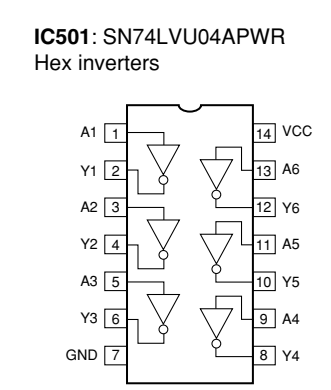 IC501: SN74LVU04APWR
Hex inverters
A1 1 14 VCC
Y1 2 13 A6
A2 3 12 Y6
Y2 4 11 A5
A3 5 10 Y5
Y3 6 9 A4
GND 7 8 Y4